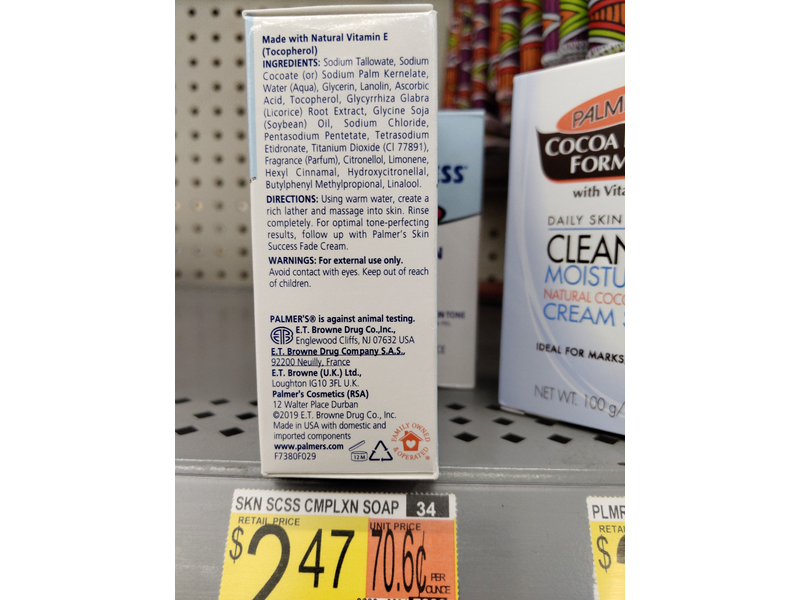 Made with Natural Vitamin E
(Tocopherol)
INGREDIENTS: Sodium Tallowate, Sodium
Cocoate (or) Sodium Palm Kernelate,
Water (Aqua), Glycerin, Lanolin, Ascorbic
Acid, Tocopherol, Glycyrrhiza Glabra
(Licorice) Root Extract, Glycine Soja
(Soybean) Oil, Sodium Chloride,
Pentasodium Pentetate, Tetrasodium
Etidronate, Titanium Dioxide (CI 77891),
Fragrance (Parfum), Citronellol, Limonene,
Hexyl Cinnamal, Hydroxycitronellal,
Butylphenyl Methylpropional, Linalool.
DIRECTIONS: Using warm water, create a
rich lather and massage into skin. Rinse
completely. For optimal tone-perfecting
results, follow up with Palmer's Skin
Success Fade Cream.
WARNINGS: For external use only.
Avoid contact with eyes. Keep out of reach
of children.
PALMER'S® is against animal testing.
ETB E.T. Browne Drug Co.,Inc.,
Englewood Cliffs, NJ 07632 USA
E.T. Browne Drug Company S.A.S.,
92200 Neuilly, France
E.T. Browne (U.K.) Ltd.,
Loughton IG10 3FL U.K.
Palmer's Cosmetics (RSA)
12 Walter Place Durban
©2019 E.T. Browne Drug Co., Inc.
Made in USA with domestic and
imported components
www.palmers.com
F7380F029
12M
FAMILY OWNED
& OPERATED
ESS
N TONE
PALM
COCOA
FORM
with Vita
DAILY SKIN
CLEAN
MOISTU
NATURAL COCO
CREAM S
IDEAL FOR MARKS
NET WT. 100 g/
SKN SCSS CMPLXN SOAP 34
RETAIL PRICE UNIT PRICE
$2.47 70.6¢ PER OUNCE
PLMR
RETA
$